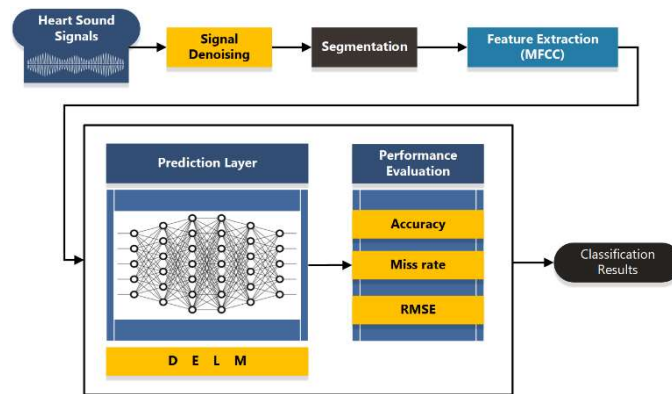 Heart Sound
Signals
Signal
Denoising
Segmentation
Feature Extraction
(MFCC)
Prediction Layer
Performance
Evaluation
Accuracy
Miss rate
RMSE
D E L M
Classification
Results